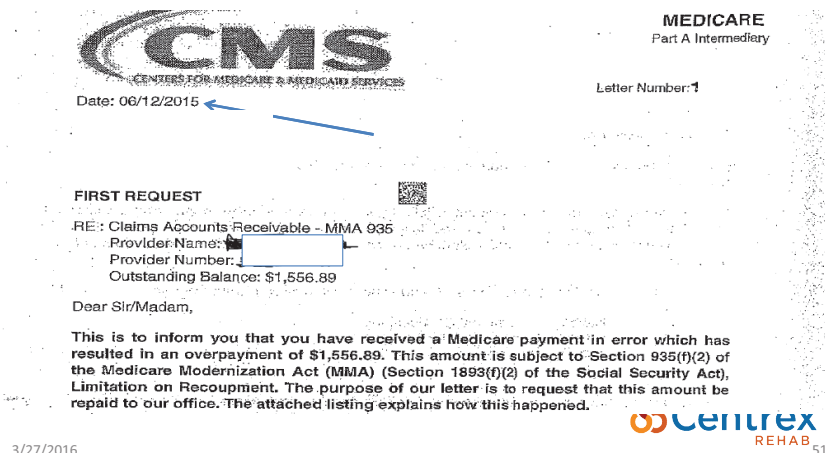 MEDICARE
Part A Intermediary
CMS
CENTERS FOR MEDICARE & MEDICAID SERVICES
Letter Number: 1
Date: 06/12/2015
FIRST REQUEST
RE : Claims Accounts Receivable - MMA 935
Provider Name:
Provider Number:
Outstanding Balance: $1,556.89
Dear Sir/Madam,
This is to inform you that you have received a Medicare payment in error which has
resulted in an overpayment of $1,556.89. This amount is subject to Section 935(f)(2) of
the Medicare Modernization Act (MMA) (Section 1893(f)(2) of the Social Security Act),
Limitation on Recoupment. The purpose of our letter is to request that this amount be
repaid to our office. The attached listing explains how this happened.
Centrex
REHAB
3/27/2016
51